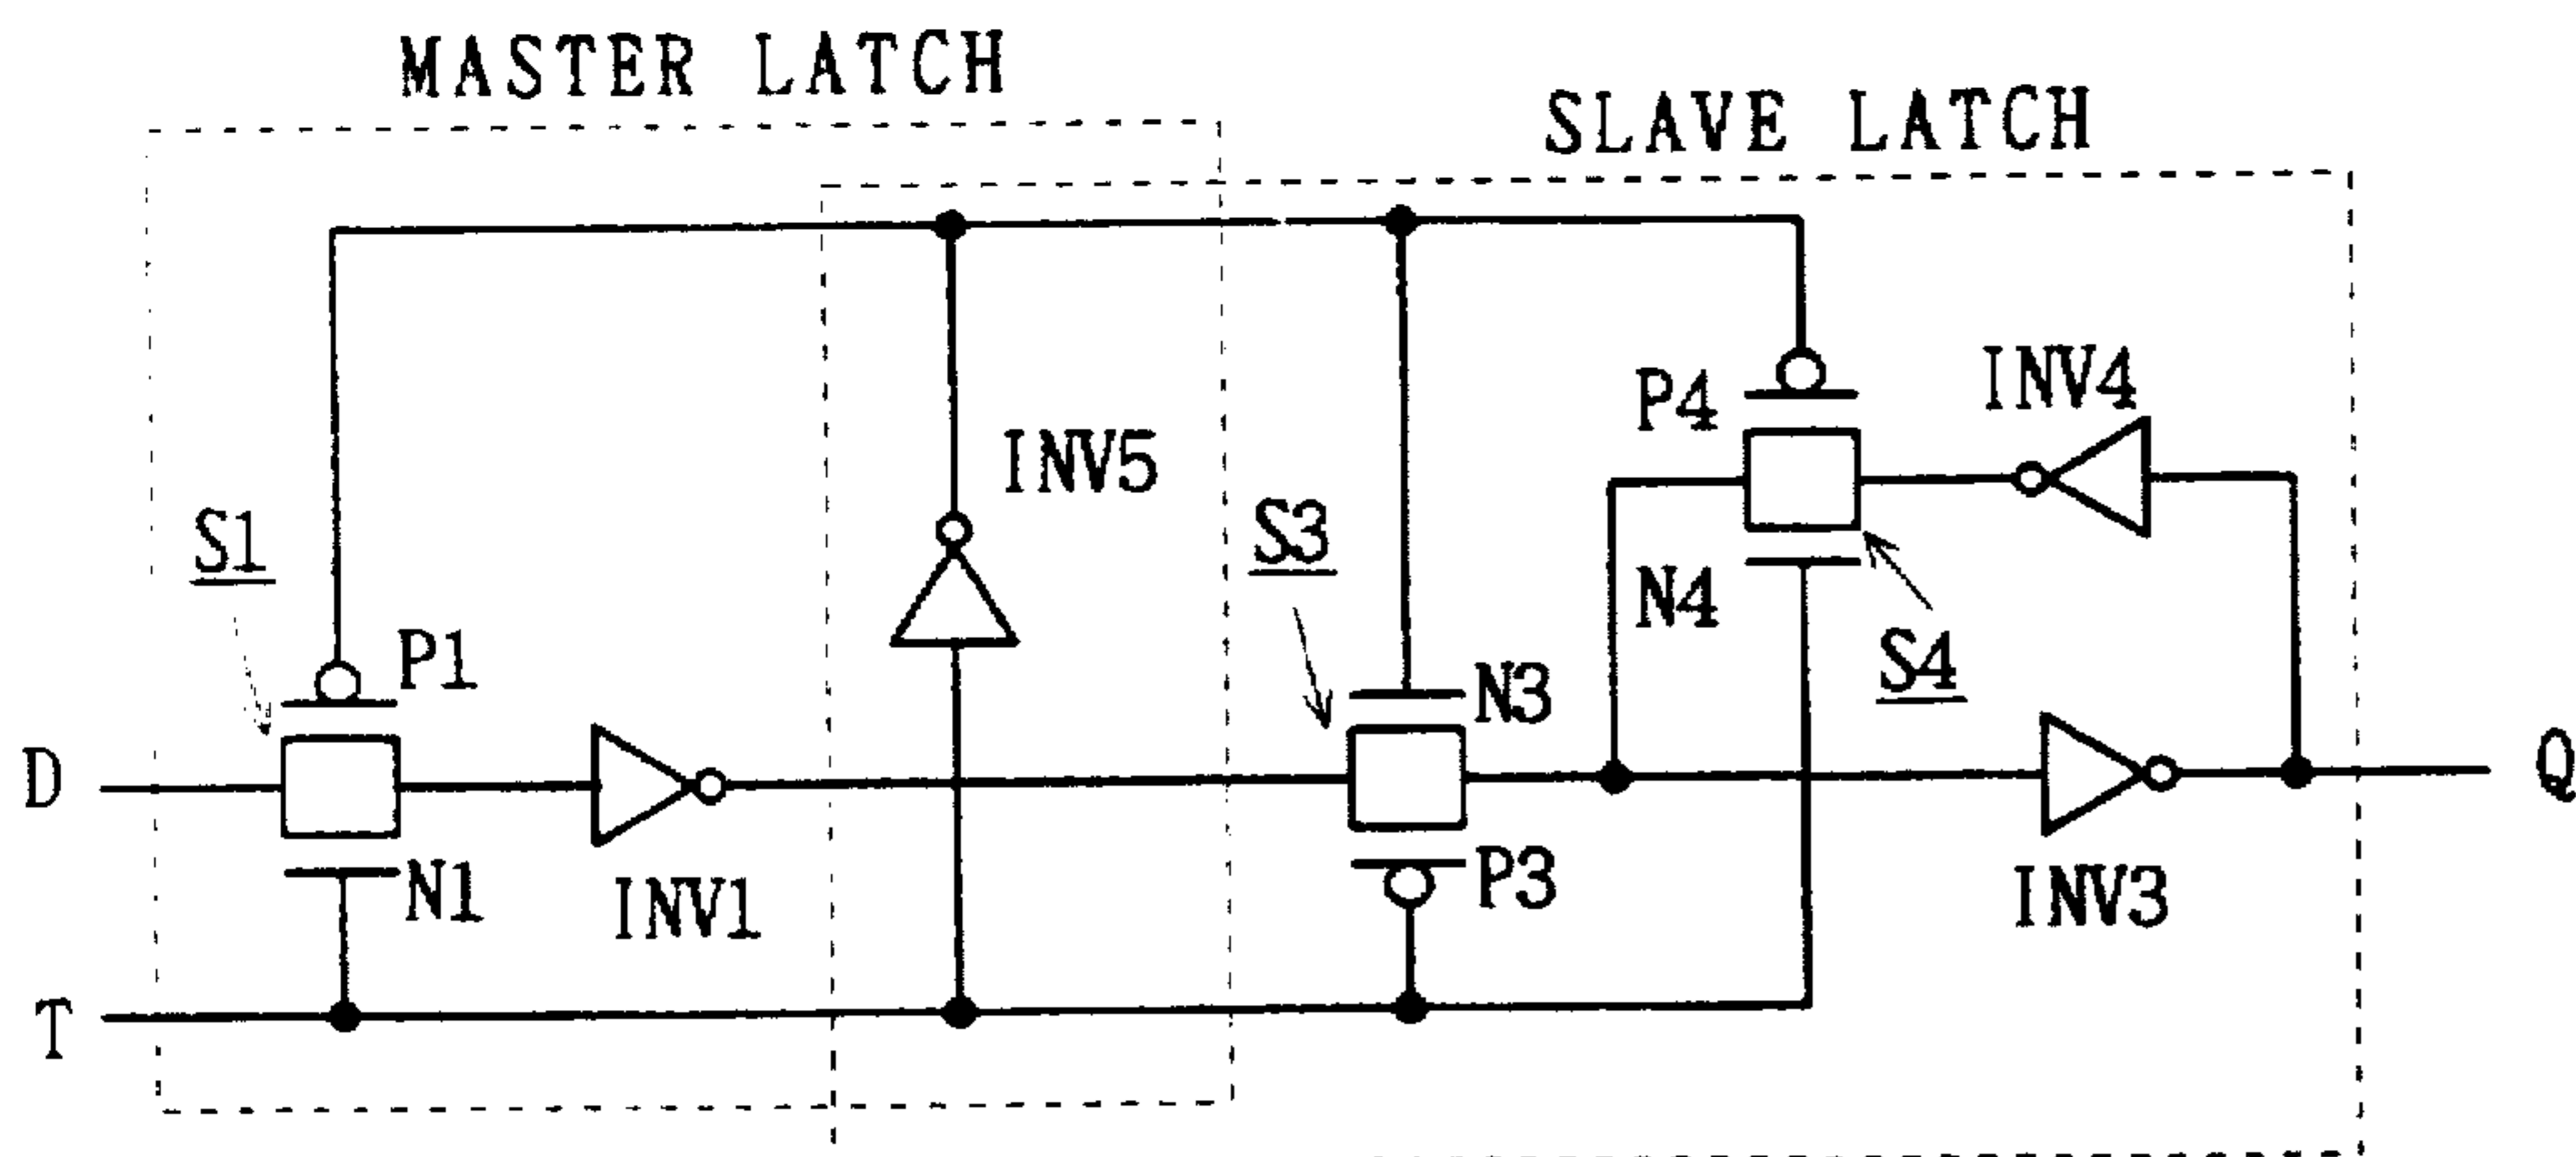 MASTER LATCH
SLAVE LATCH
P4
INV4
INV5
S1
S3
N4
S4
P1
N3
D
Q
N1
INV1
P3
INV3
T